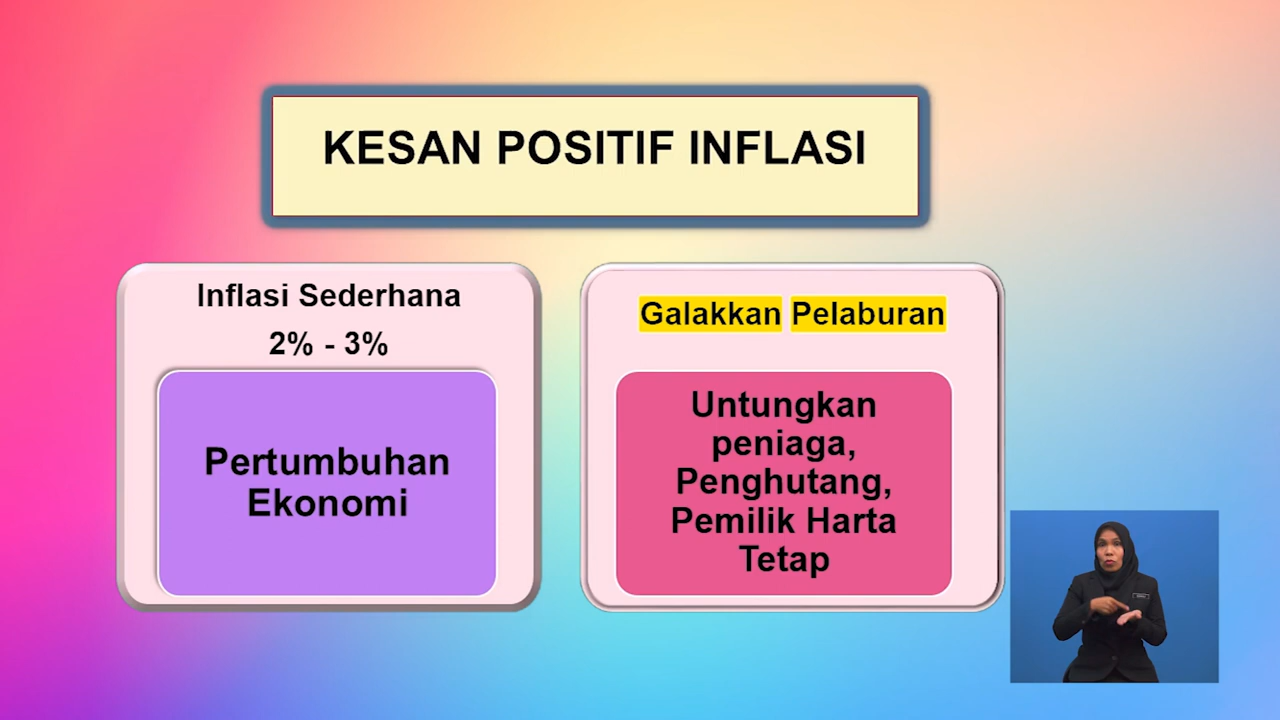 KESAN POSITIF INFLASI
Inflasi Sederhana
2% - 3%
Pertumbuhan
Ekonomi
Galakkan Pelaburan
Untungkan
peniaga,
Penghutang,
Pemilik Harta
Tetap